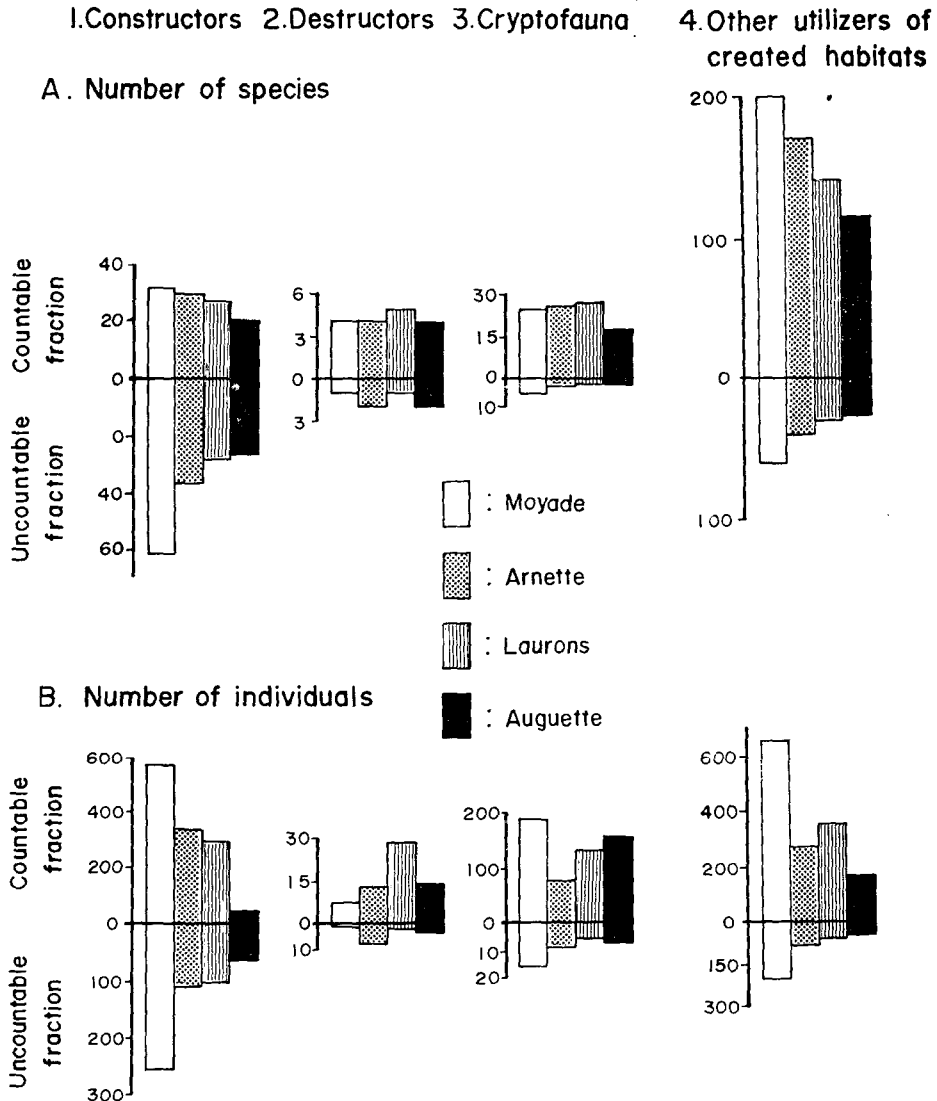 1.Constructors 2.Destructors 3.Cryptofauna 4.Other utilizers of
created habitats
A. Number of species
200
100
0
100
Countable
fraction
Uncountable
fraction
40
20
0
0
40
60
6
3
0
3
30
15
0
10
: Moyade
: Arnette
: Laurons
: Auguette
B. Number of individuals
Countable
fraction
Uncountable
fraction
600
400
200
0
100
200
300
30
15
0
10
200
100
0
10
20
600
400
200
0
150
300